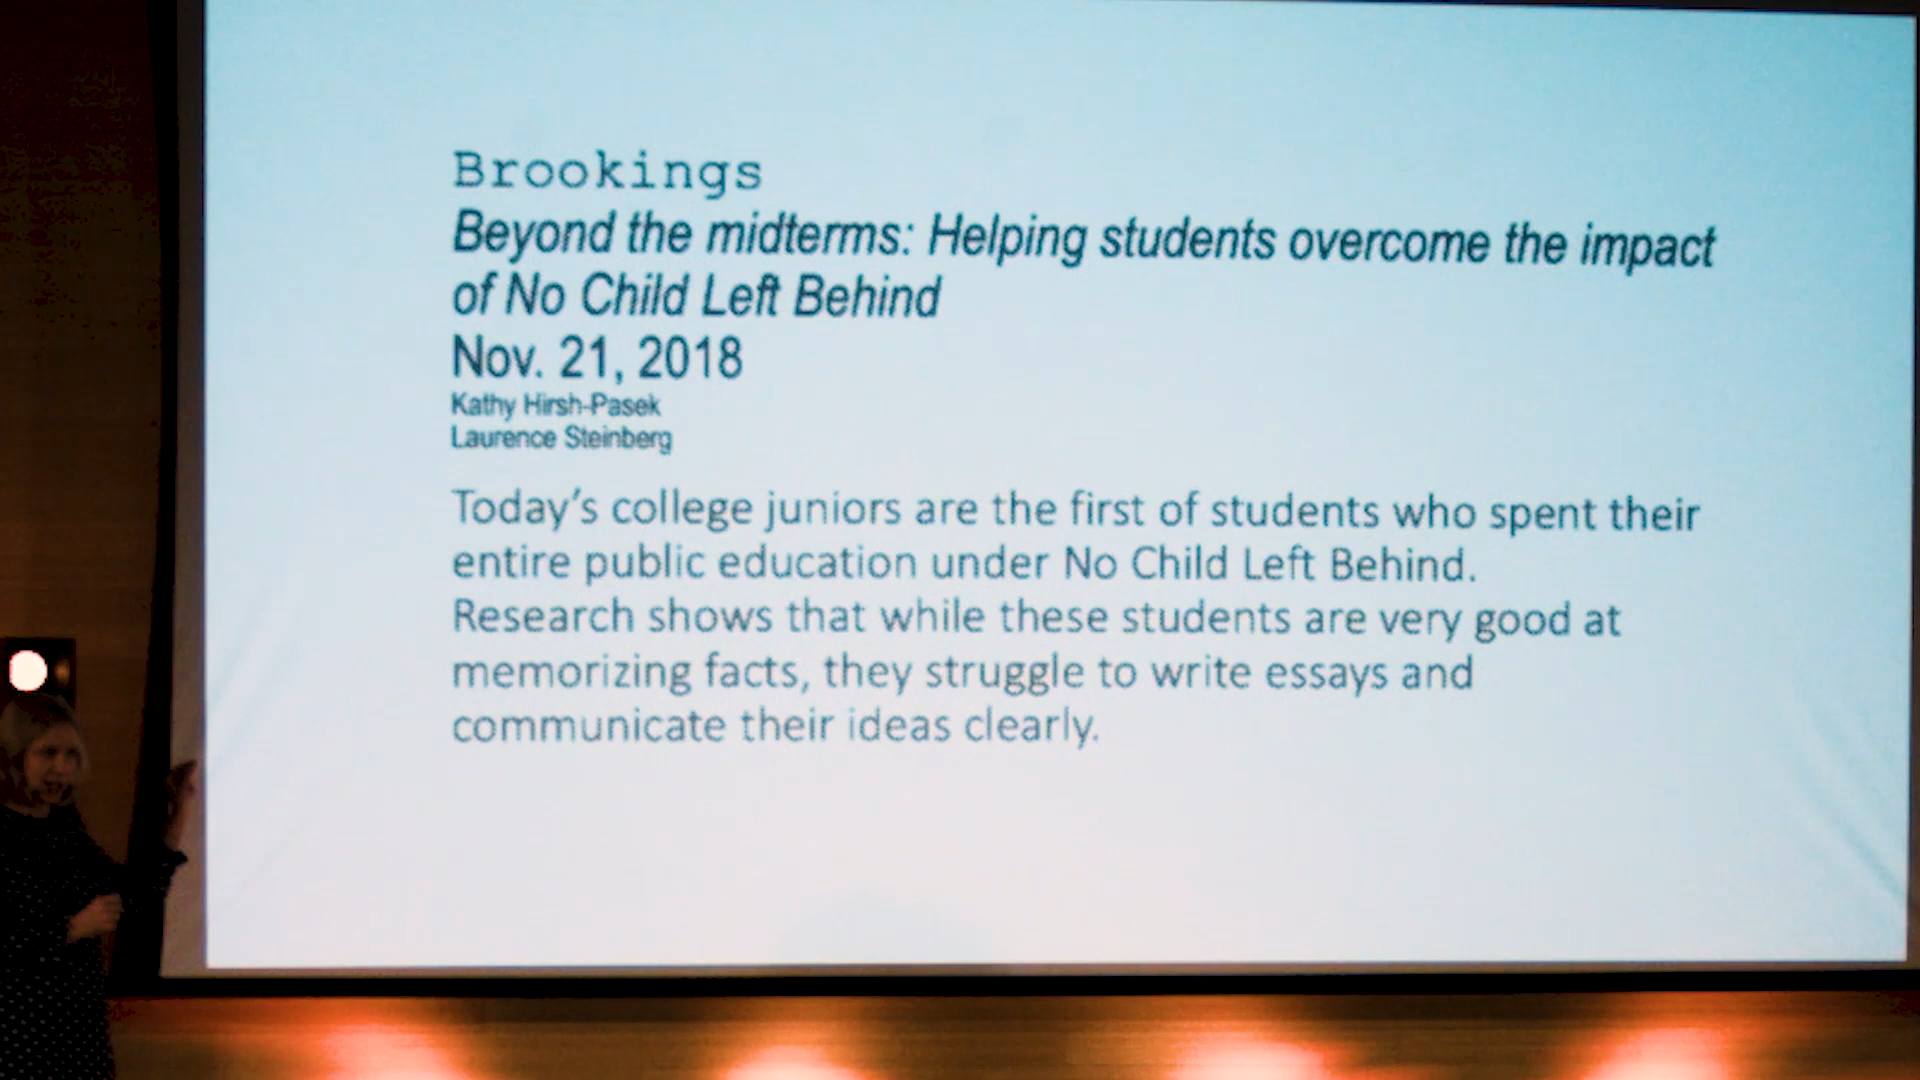 Brookings
Beyond the midterms: Helping students overcome the impact
of No Child Left Behind
Nov. 21, 2018
Kathy Hirsh-Pasek
Laurence Steinberg
Today’s college juniors are the first of students who spent their
entire public education under No Child Left Behind.
Research shows that while these students are very good at
memorizing facts, they struggle to write essays and
communicate their ideas clearly.